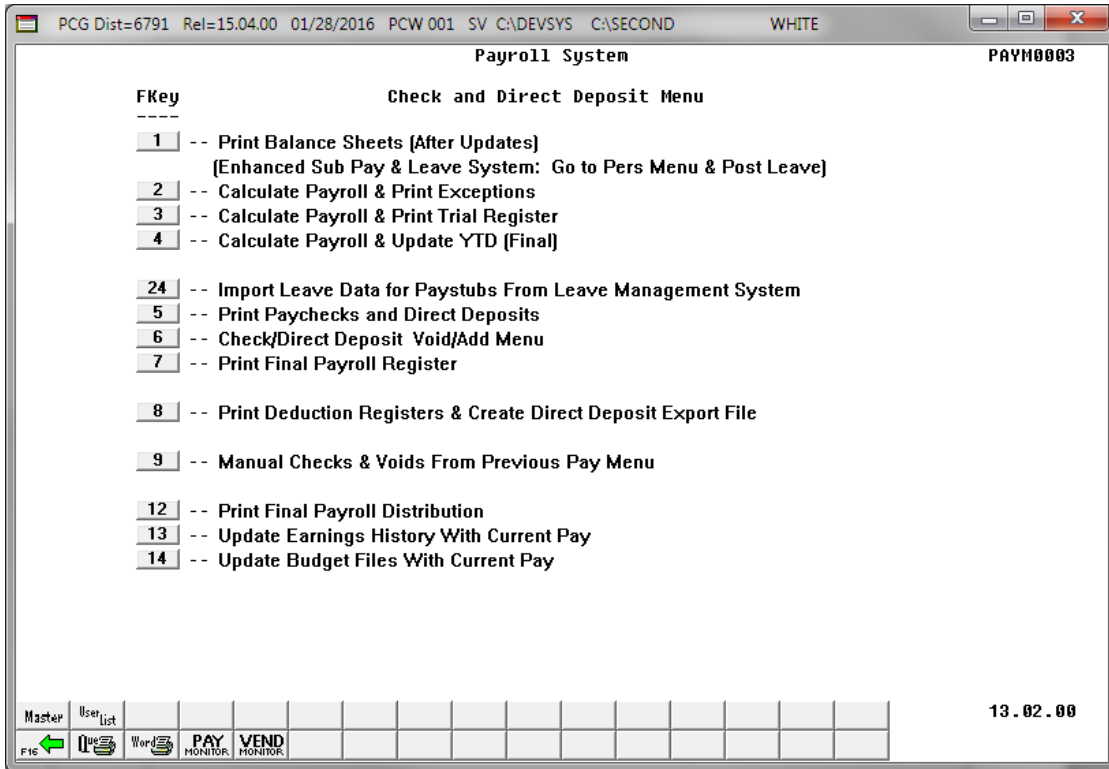 PCG Dist=6791 Rel=15.04.00 01/28/2016 PCW 001 SV C:\DEVSYS C:\SECOND WHITE
Payroll System PAYM0003
FKey Check and Direct Deposit Menu
----
1 -- Print Balance Sheets (After Updates)
(Enhanced Sub Pay & Leave System: Go to Pers Menu & Post Leave)
2 -- Calculate Payroll & Print Exceptions
3 -- Calculate Payroll & Print Trial Register
4 -- Calculate Payroll & Update YTD (Final)
24 -- Import Leave Data for Paystubs From Leave Management System
5 -- Print Paychecks and Direct Deposits
6 -- Check/Direct Deposit Void/Add Menu
7 -- Print Final Payroll Register
8 -- Print Deduction Registers & Create Direct Deposit Export File
9 -- Manual Checks & Voids From Previous Pay Menu
12 -- Print Final Payroll Distribution
13 -- Update Earnings History With Current Pay
14 -- Update Budget Files With Current Pay
Master User List 13.02.00
F16 Que Word PAY MONITOR VEND MONITOR